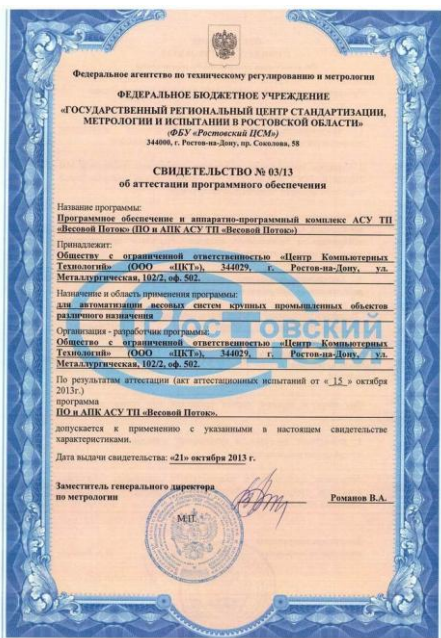 Федеральное агентство по техническому регулированию и метрологии
ФЕДЕРАЛЬНОЕ БЮДЖЕТНОЕ УЧРЕЖДЕНИЕ
«ГОСУДАРСТВЕННЫЙ РЕГИОНАЛЬНЫЙ ЦЕНТР СТАНДАРТИЗАЦИИ,
МЕТРОЛОГИИ И ИСПЫТАНИЙ В РОСТОВСКОЙ ОБЛАСТИ»
(ФБУ «Ростовский ЦСМ»)
344000, г. Ростов-на-Дону, пр. Соколова, 58
СВИДЕТЕЛЬСТВО № 03/13
об аттестации программного обеспечения
Название программы:
Программное обеспечение и аппаратно-программный комплекс АСУ ТП
«Весовой Поток» (ПО и АПК АСУ ТП «Весовой Поток»)
Принадлежит:
Обществу с ограниченной ответственностью «Центр Компьютерных
Технологий» (ООО «ЦКТ»), 344029, г. Ростов-на-Дону, ул.
Металлургическая, 102/2, оф. 502.
Назначение и область применения программы:
для автоматизации весовых систем крупных промышленных объектов
различного назначения
Организация - разработчик программы:
Общество с ограниченной ответственностью «Центр Компьютерных
Технологий» (ООО «ЦКТ»), 344029, г. Ростов-на-Дону, ул.
Металлургическая, 102/2, оф. 502.
По результатам аттестации (акт аттестационных испытаний от « 15 » октября
2013г.)
программа
ПО и АПК АСУ ТП «Весовой Поток».
допускается к применению с указанными в настоящем свидетельстве
характеристиками.
Дата выдачи свидетельства: «21» октября 2013 г.
Заместитель генерального директора
по метрологии
Романов В.А.
М.П.
Ростовский
ЦСМ